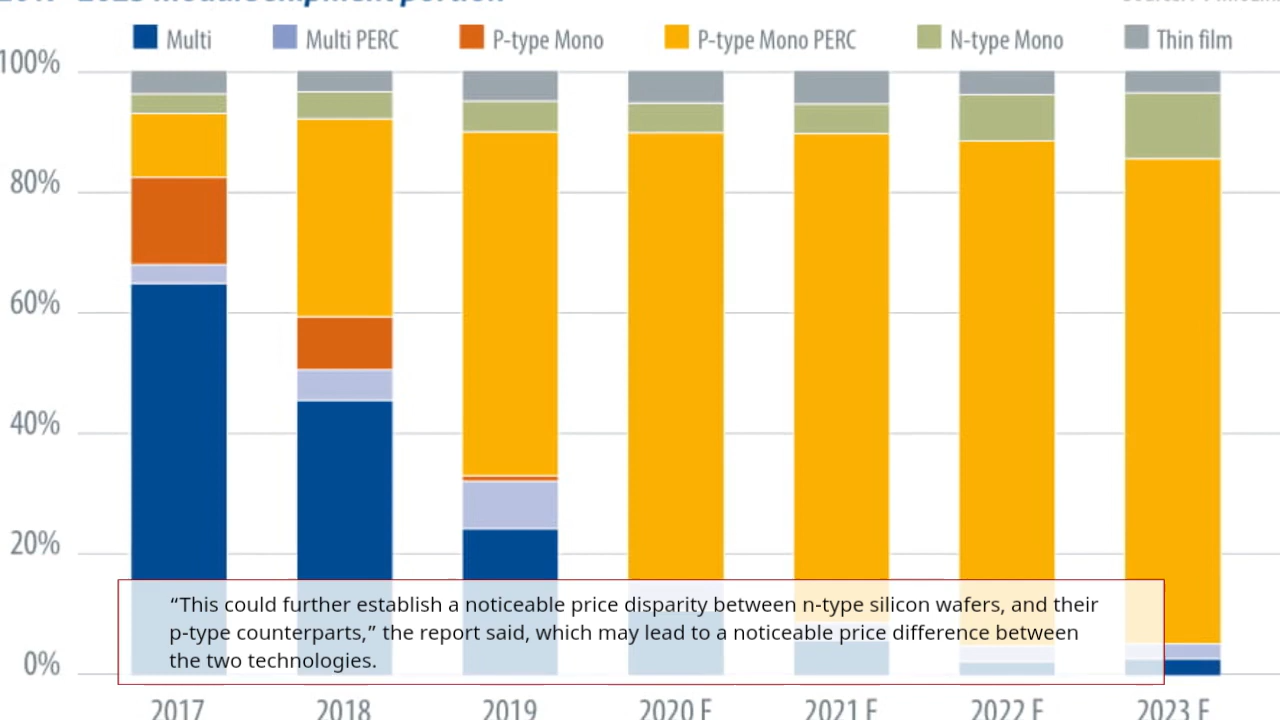 Multi Multi PERC P-type Mono P-type Mono PERC N-type Mono Thin film
100%
80%
60%
40%
20%
0%
“This could further establish a noticeable price disparity between n-type silicon wafers, and their
p-type counterparts,” the report said, which may lead to a noticeable price difference between
the two technologies.
2017 2018 2019 2020 F 2021 F 2022 F 2023 F